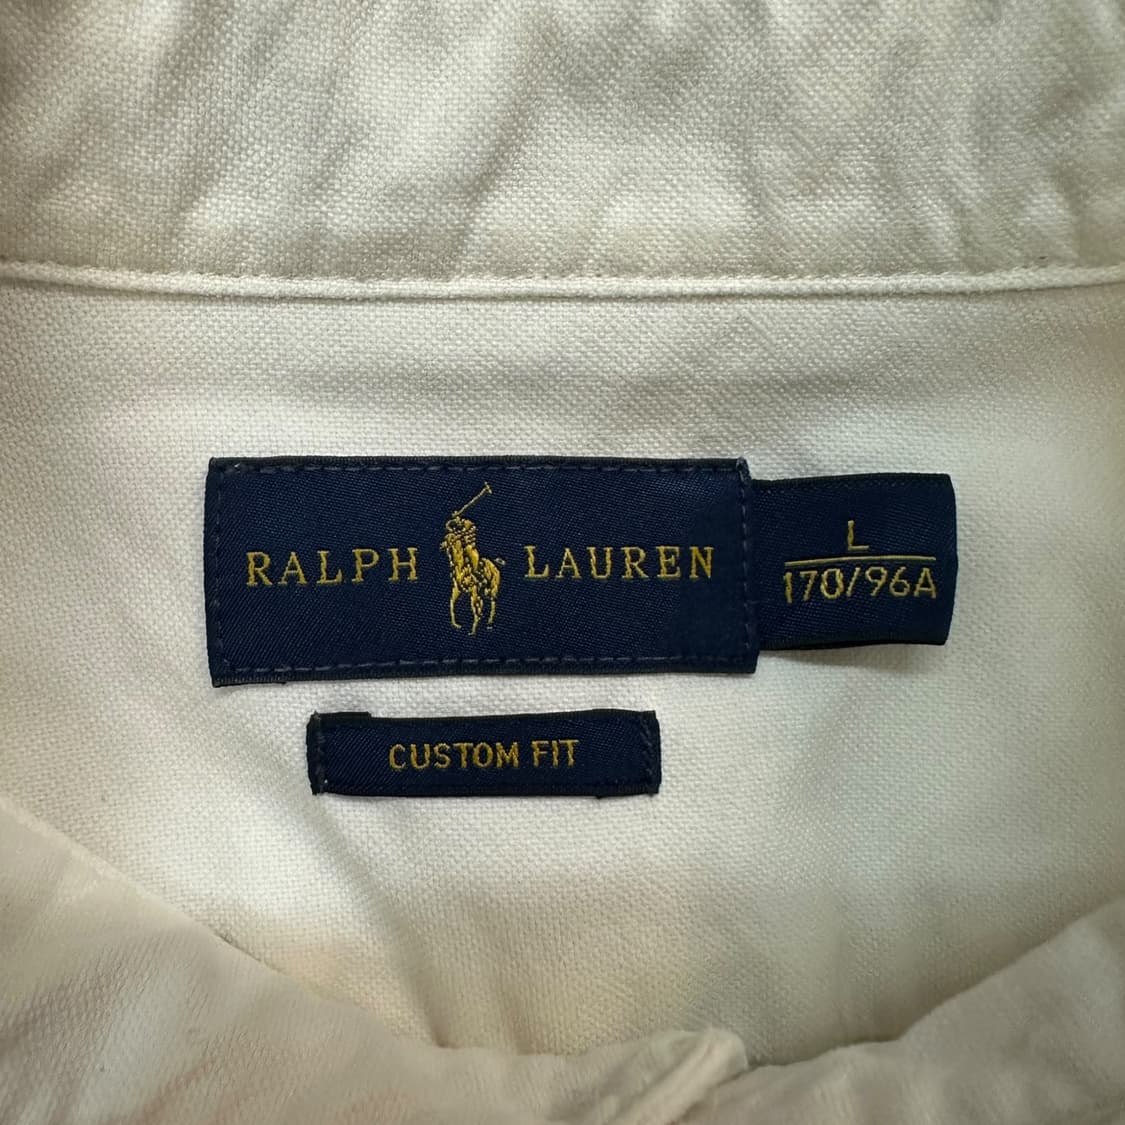 RALPH LAUREN
L
170/96A
CUSTOM FIT